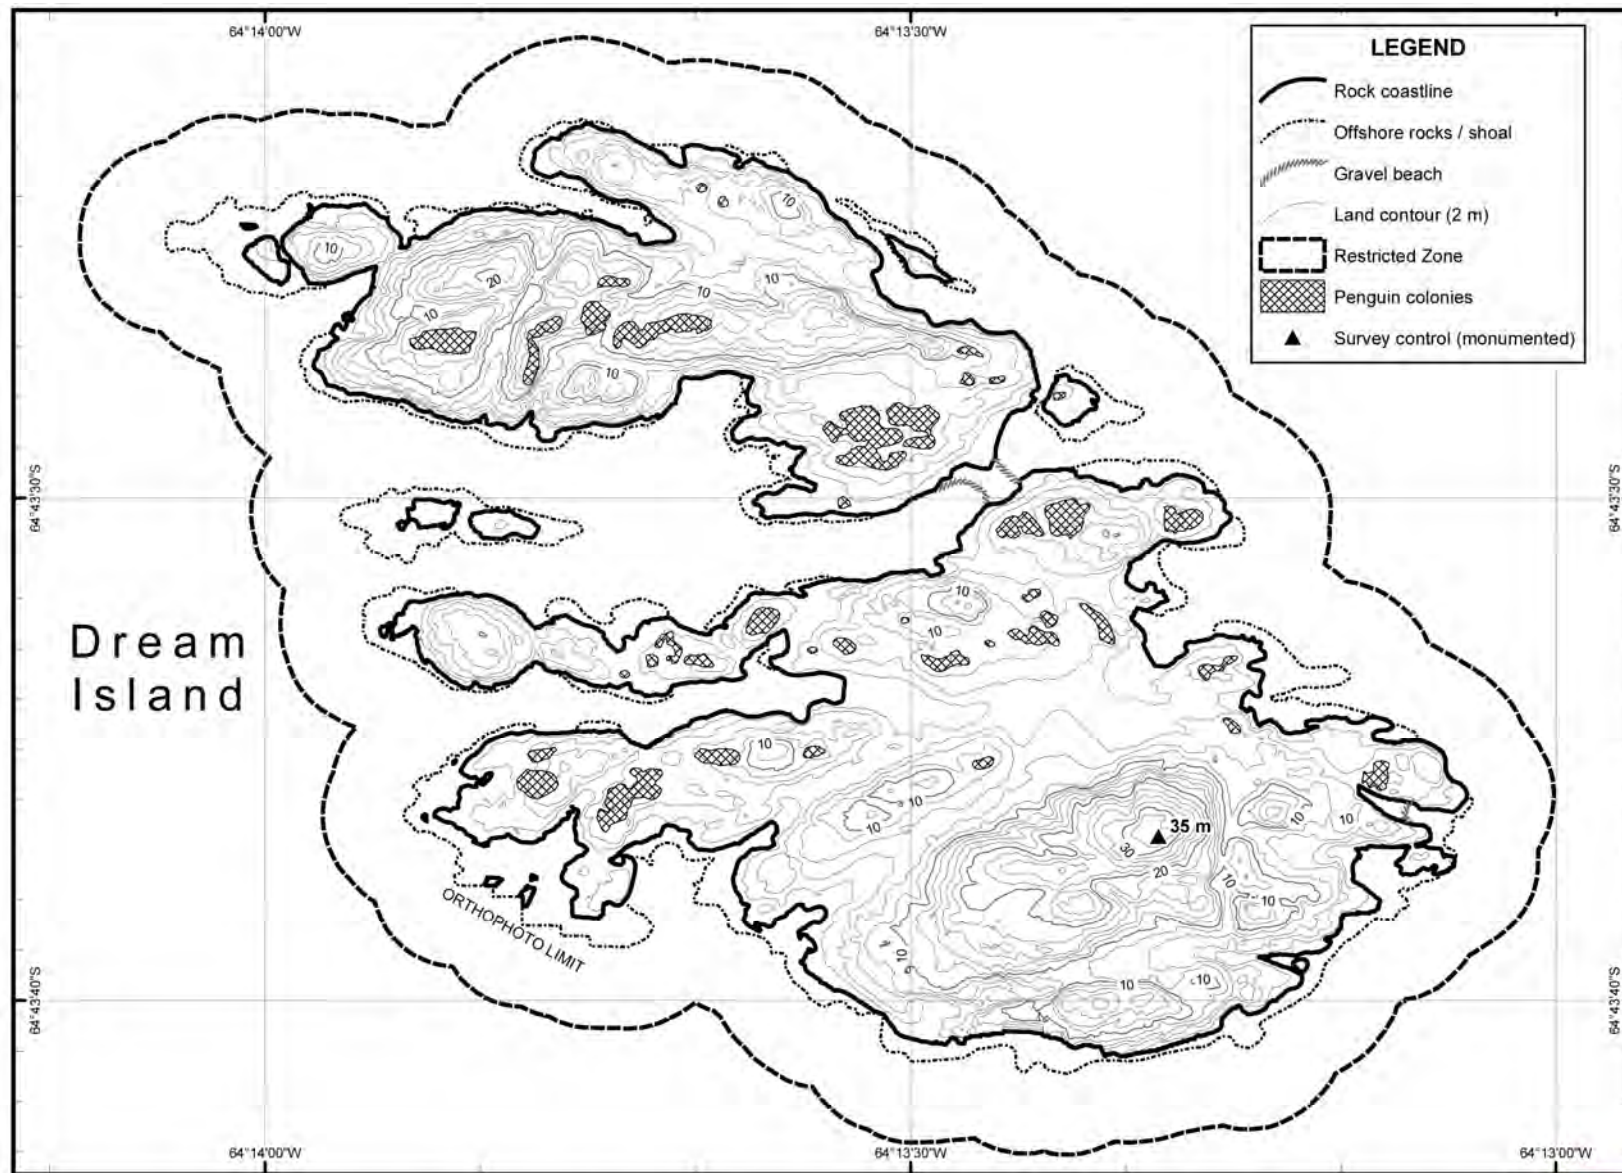 64°14'00"W
64°13'30"W
LEGEND
Rock coastline
Offshore rocks / shoal
Gravel beach
Land contour (2 m)
Restricted Zone
Penguin colonies
Survey control (monumented)
10
10
20
10
10
10
10
64°43'30"S
64°43'30"S
10
10
Dream
Island
10
10
10
35 m
30
20
10
10
10
10
ORTHOPHOTO LIMIT
10
10
10
64°43'40"S
64°43'40"S
64°14'00"W
64°13'30"W
64°13'00"W